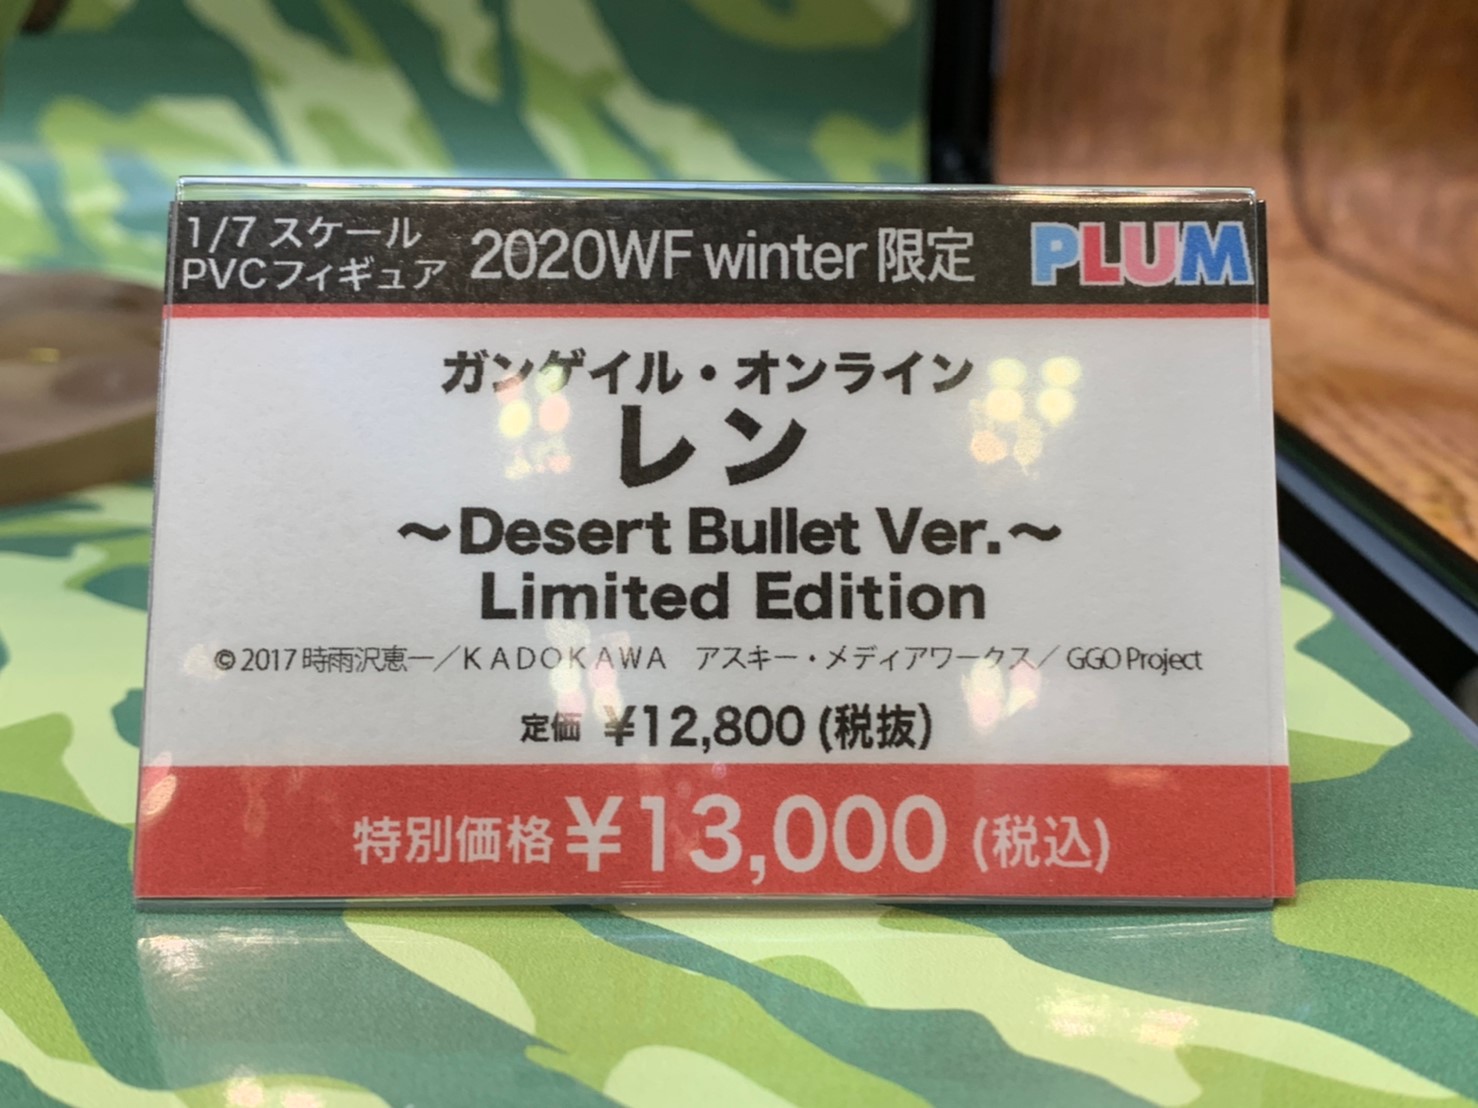 1/7 スケール
PVCフィギュア
2020WF winter 限定
PLUM
ガンゲイル・オンライン
レン
～Desert Bullet Ver.～
Limited Edition
©2017 時雨沢恵一／KADOKAWA アスキー・メディアワークス／ GGO Project
定価 ¥12,800 (税抜)
特別価格 ¥13,000 (税込)